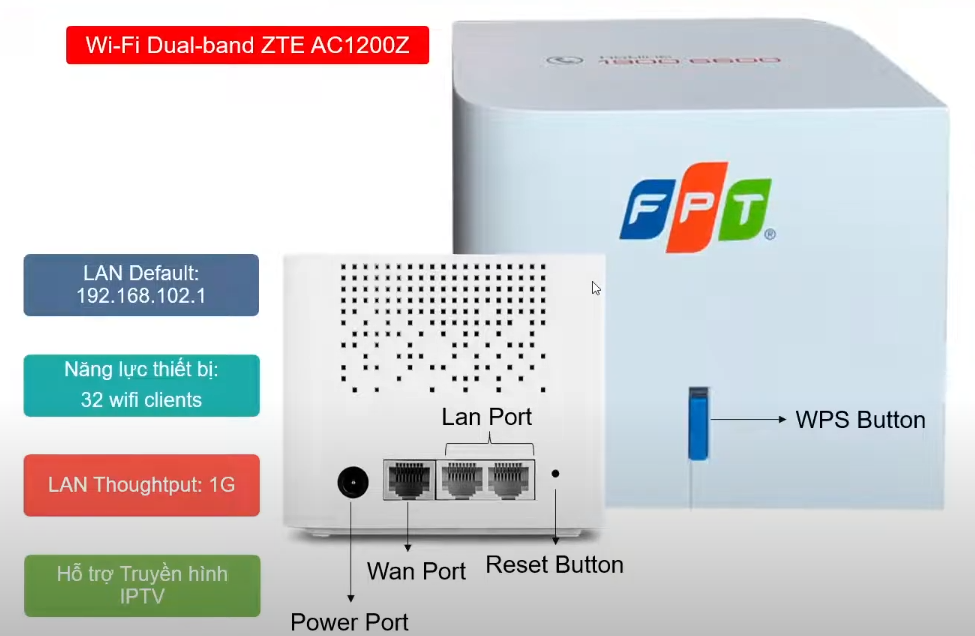 Wi-Fi Dual-band ZTE AC1200Z
Hotline
1800 6600
FPT®
LAN Default:
192.168.102.1
Năng lực thiết bị:
32 wifi clients
LAN Thoughtput: 1G
Hỗ trợ Truyền hình
IPTV
Lan Port
WPS Button
Wan Port
Reset Button
Power Port